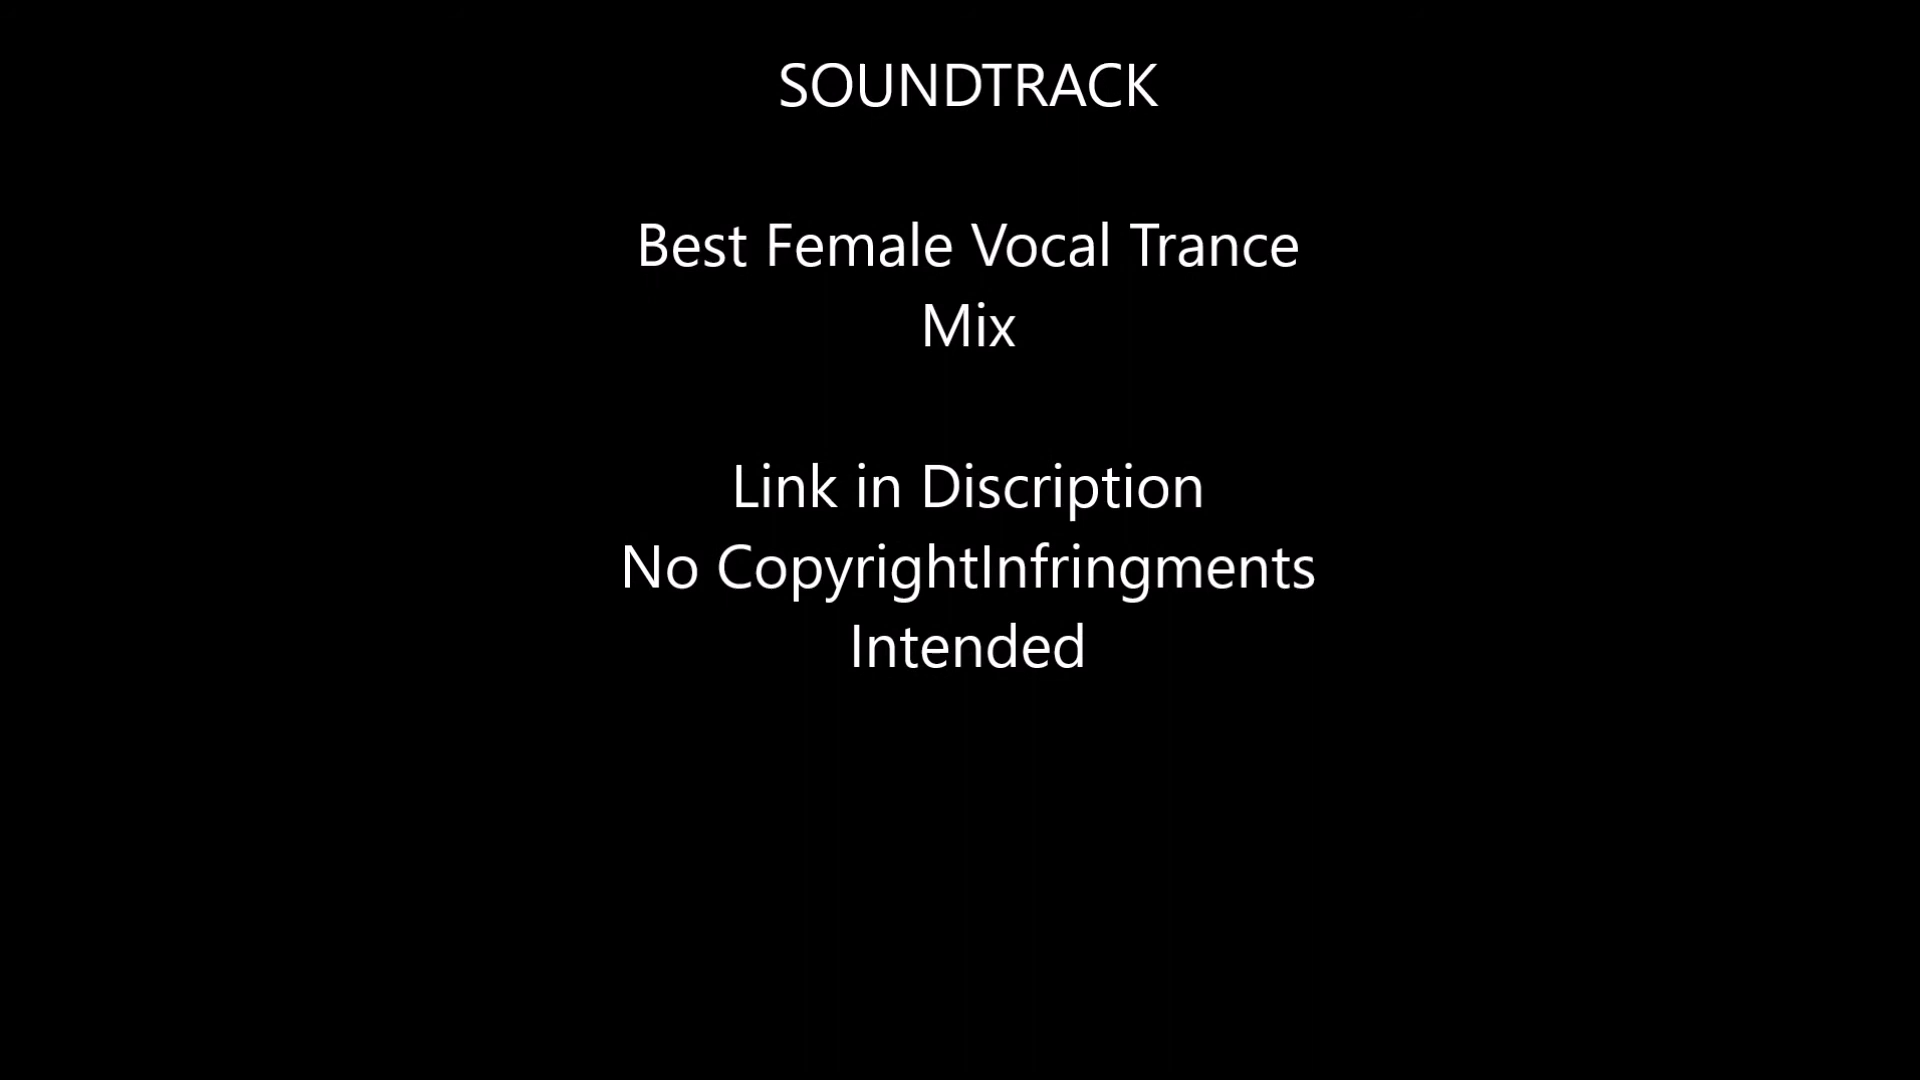 SOUNDTRACK
Best Female Vocal Trance
Mix
Link in Discription
No CopyrightInfringments
Intended